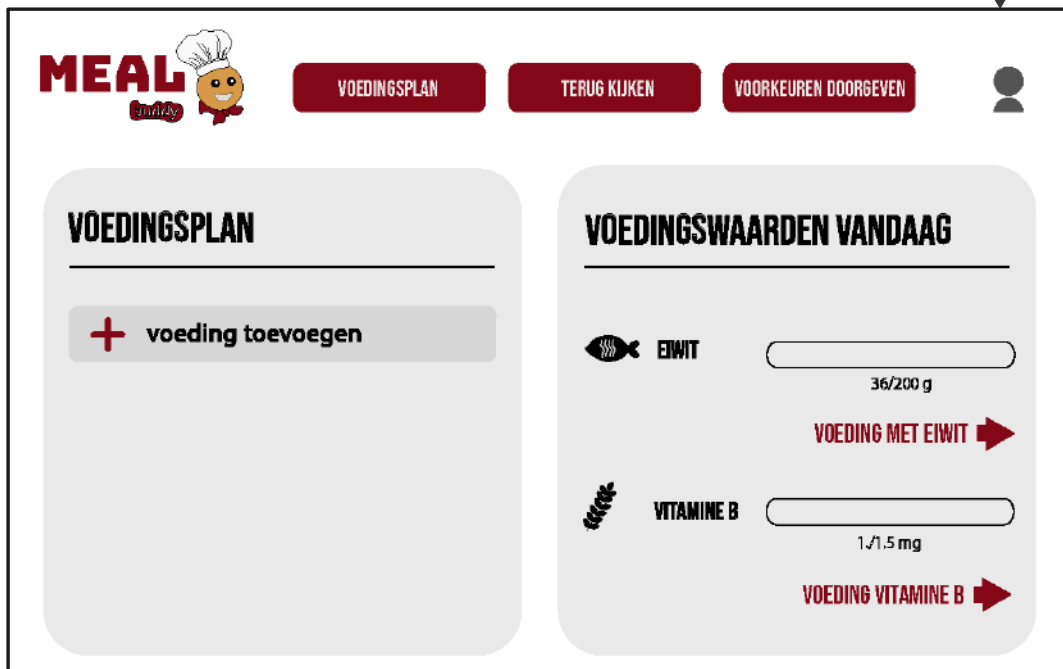 MEAL
Buddy
VOEDINGSPLAN
TERUG KIJKEN
VOORKEUREN DOORGEVEN
VOEDINGSPLAN
voeding toevoegen
VOEDINGSWAARDEN VANDAAG
EIWIT
36/200 g
VOEDING MET EIWIT
VITAMINE B
1./1.5 mg
VOEDING VITAMINE B